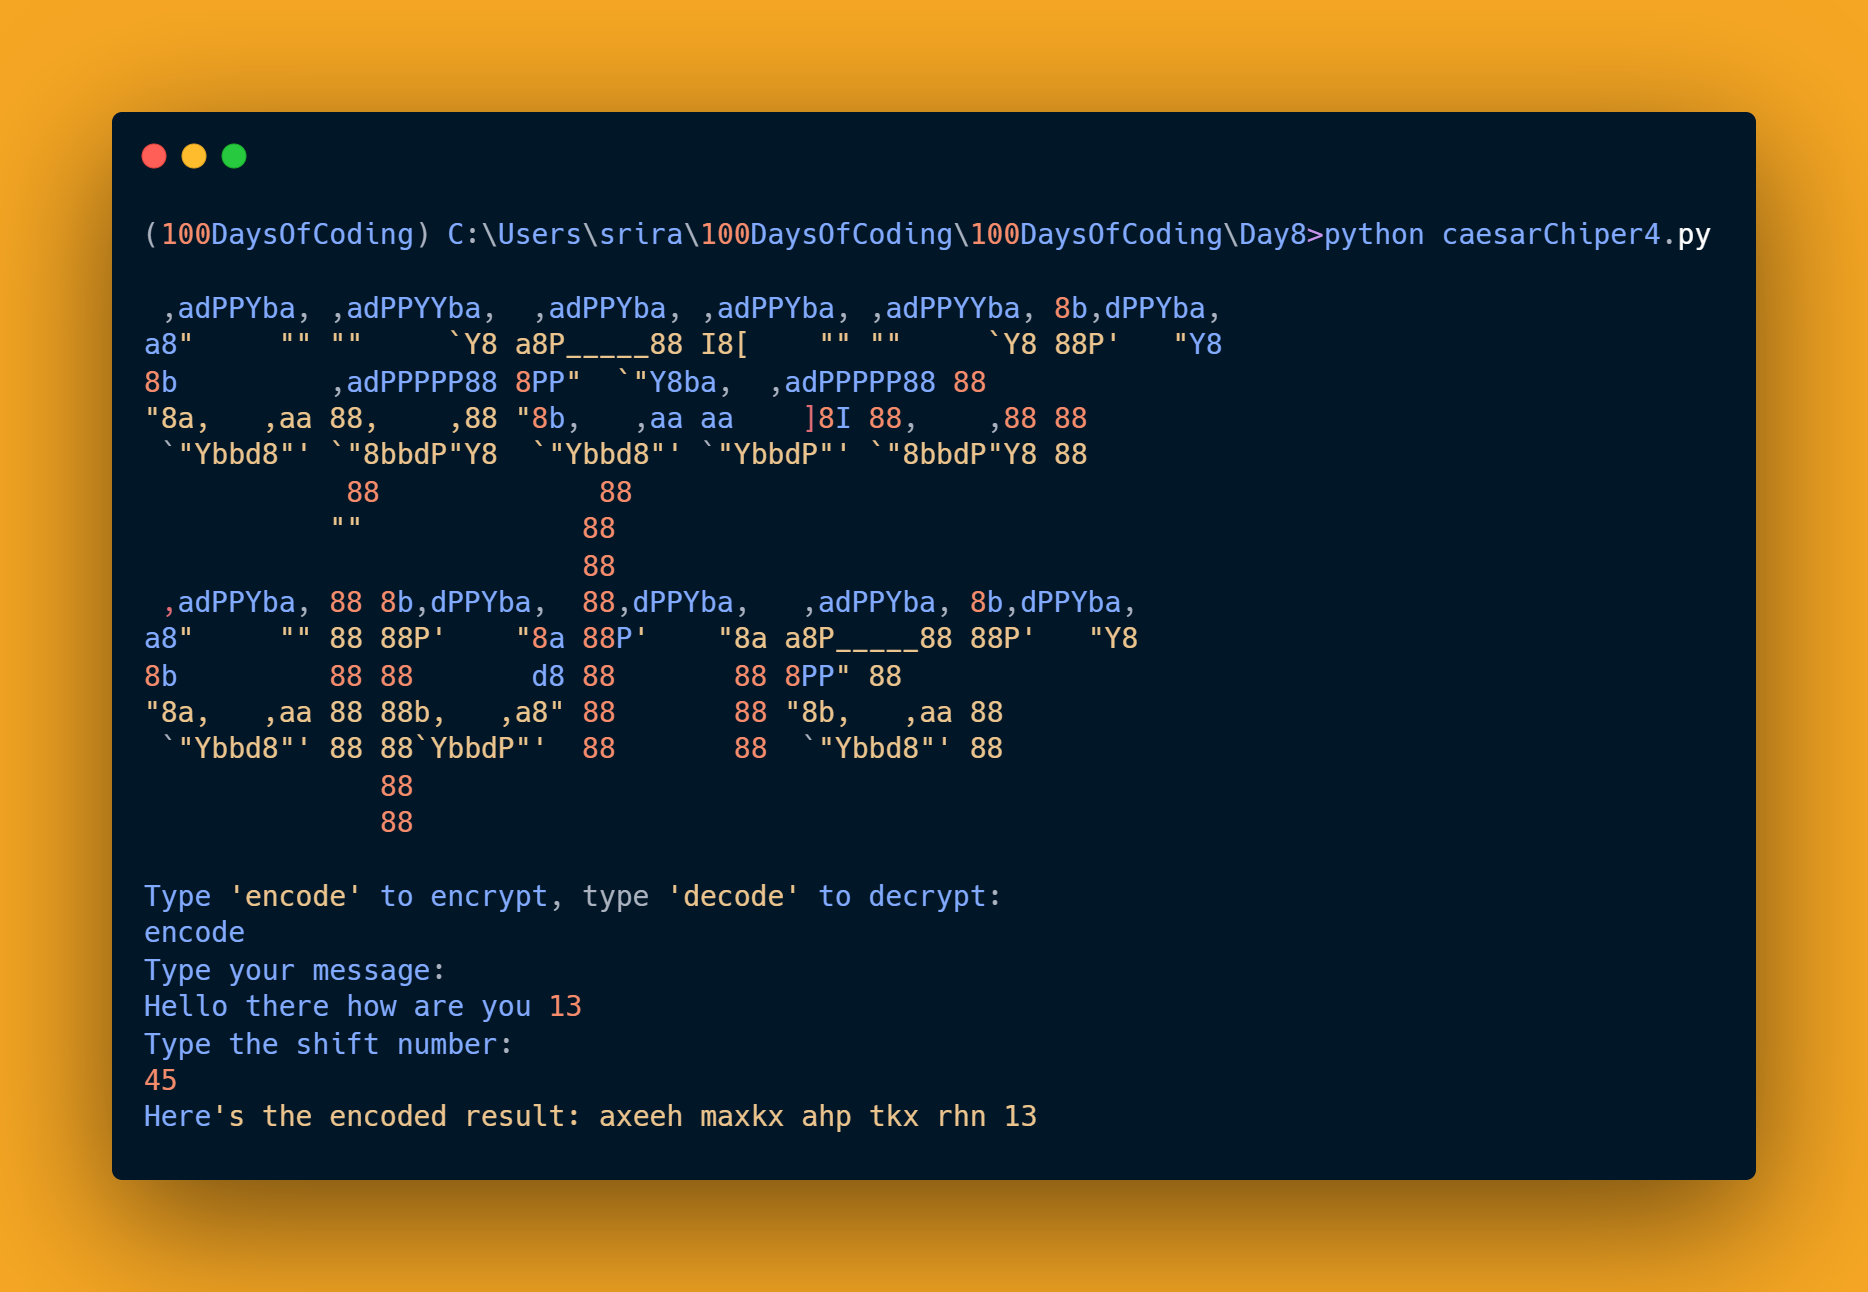 (100DaysOfCoding) C:\Users\srira\100DaysOfCoding\100DaysOfCoding\Day8>python caesarChiper4.py

 ,adPPYba, ,adPPYYba,  ,adPPYba, ,adPPYba, ,adPPYYba, 8b,dPPYba,
a8"     "" ""     `Y8 a8P_____88 I8[    "" ""     `Y8 88P'   "Y8
8b         ,adPPPPP88 8PP"  `"Y8ba,  ,adPPPPP88 88
"8a,   ,aa 88,    ,88 "8b,   ,aa aa    ]8I 88,    ,88 88
 `"Ybbd8"' `"8bbdP"Y8  `"Ybbd8"' `"YbbdP"' `"8bbdP"Y8 88
            88             88
           ""             88
                          88
 ,adPPYba, 88 8b,dPPYba,  88,dPPYba,   ,adPPYba, 8b,dPPYba,
a8"     "" 88 88P'    "8a 88P'    "8a a8P_____88 88P'   "Y8
8b         88 88       d8 88       88 8PP" 88
"8a,   ,aa 88 88b,   ,a8" 88       88 "8b,   ,aa 88
 `"Ybbd8"' 88 88`YbbdP"'  88       88  `"Ybbd8"' 88
              88
              88

Type 'encode' to encrypt, type 'decode' to decrypt:
encode
Type your message:
Hello there how are you 13
Type the shift number:
45
Here's the encoded result: axeeh maxkx ahp tkx rhn 13